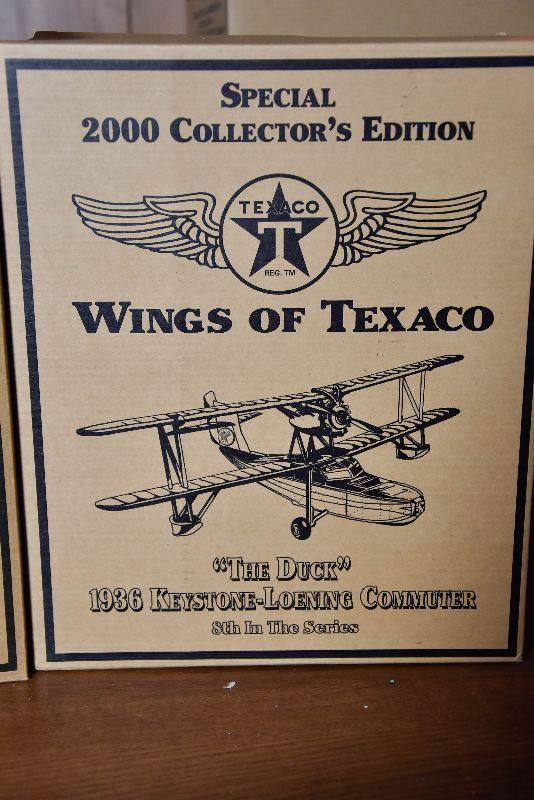 SPECIAL
2000 COLLECTOR'S EDITION
TEXACO
T
REG. TM
WINGS OF TEXACO
"THE DUCK"
1936 KEYSTONE-LOENING COMMUTER
8th In The Series